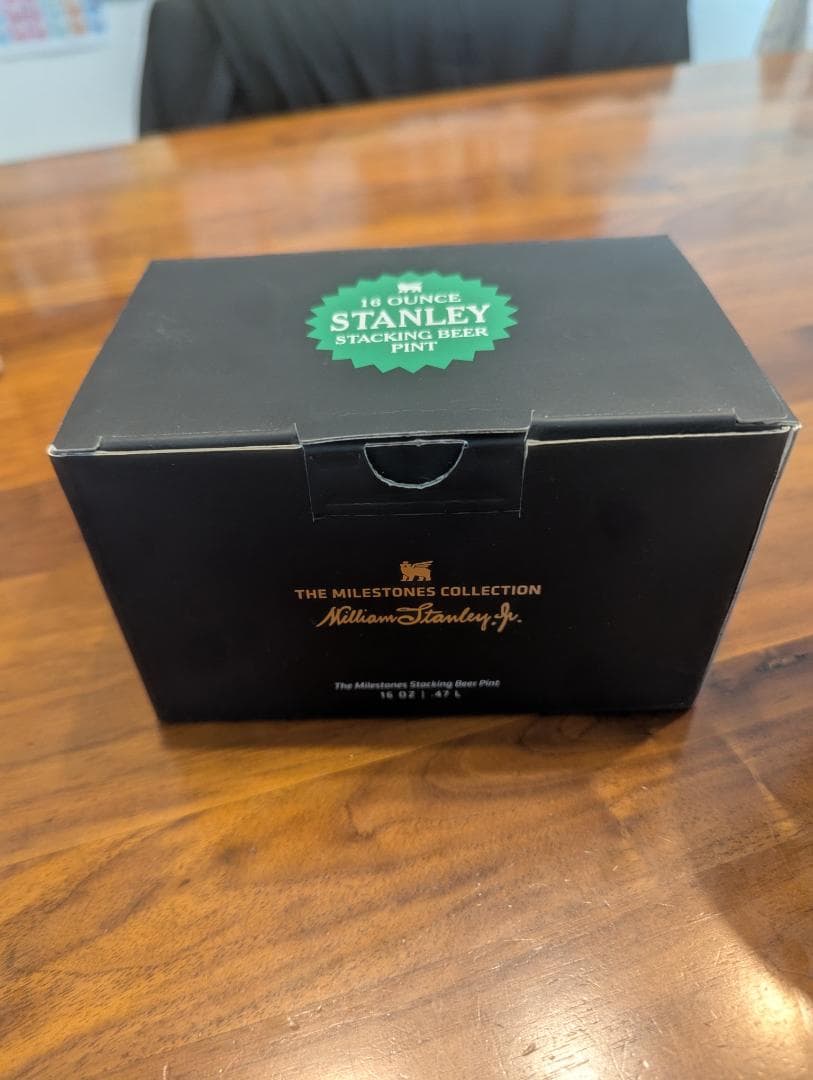 16 OUNCE
STANLEY
STACKING BEER
PINT
THE MILESTONES COLLECTION
William Stanley Jr.
The Milestones Stacking Beer Pint
16 OZ | .47 L